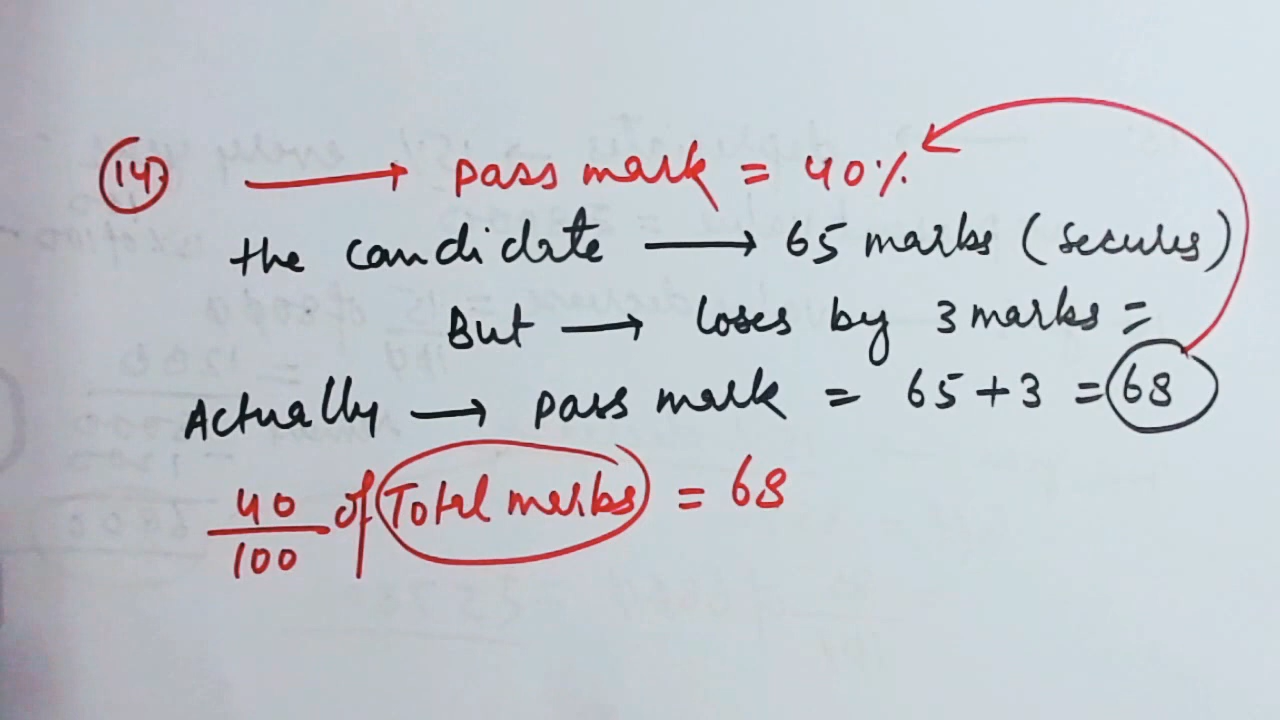 14. → pass mark = 40%
the candidate → 65 marks (secures)
But → loses by 3 marks =
Actually → pass mark = 65 + 3 = 68
40/100 of Total marks = 68